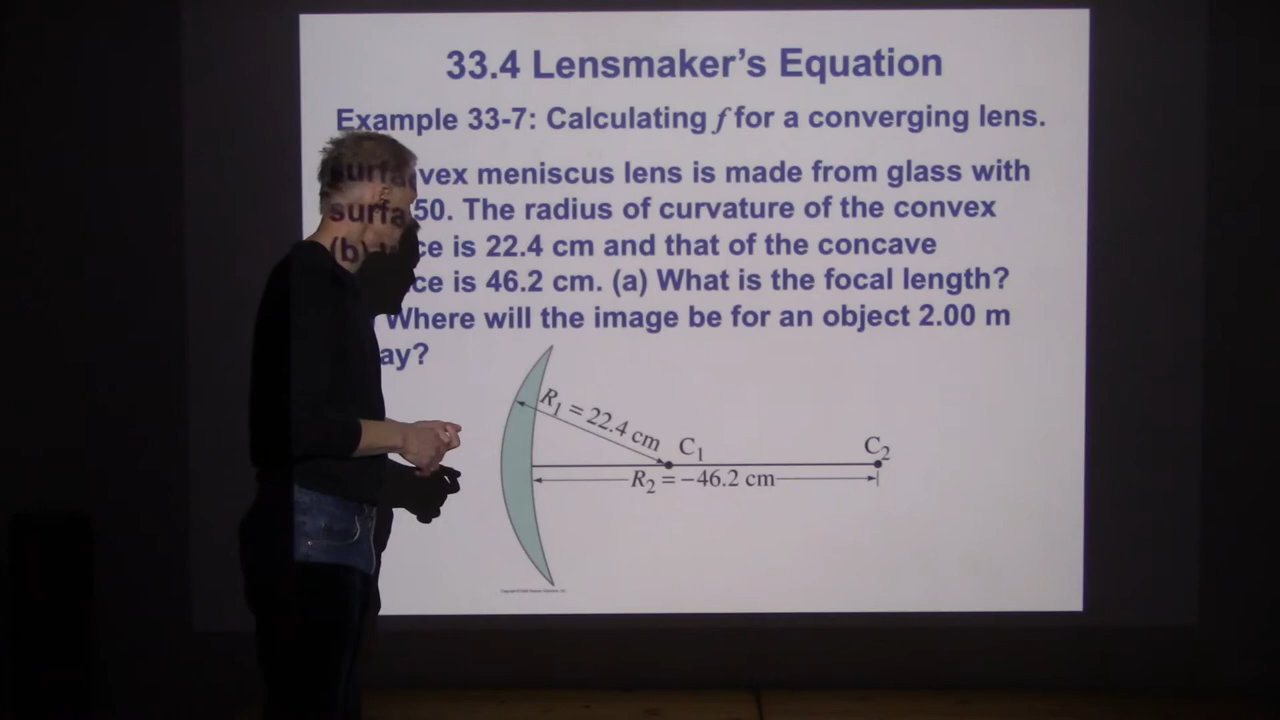 33.4 Lensmaker's Equation
Example 33-7: Calculating f for a converging lens.
vex meniscus lens is made from glass with
50. The radius of curvature of the convex
ce is 22.4 cm and that of the concave
ce is 46.2 cm. (a) What is the focal length?
Where will the image be for an object 2.00 m
ay?
surfa
surfa
(b)
R₁ = 22.4 cm
C₁
C₂
R₂ = −46.2 cm